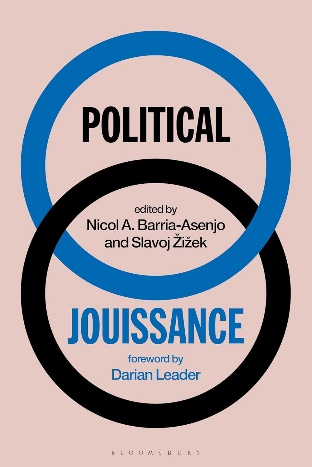 POLITICAL
edited by
Nicol A. Barria-Asenjo
and Slavoj Žižek
JOUISSANCE
foreword by
Darian Leader
BLOOMSBURY